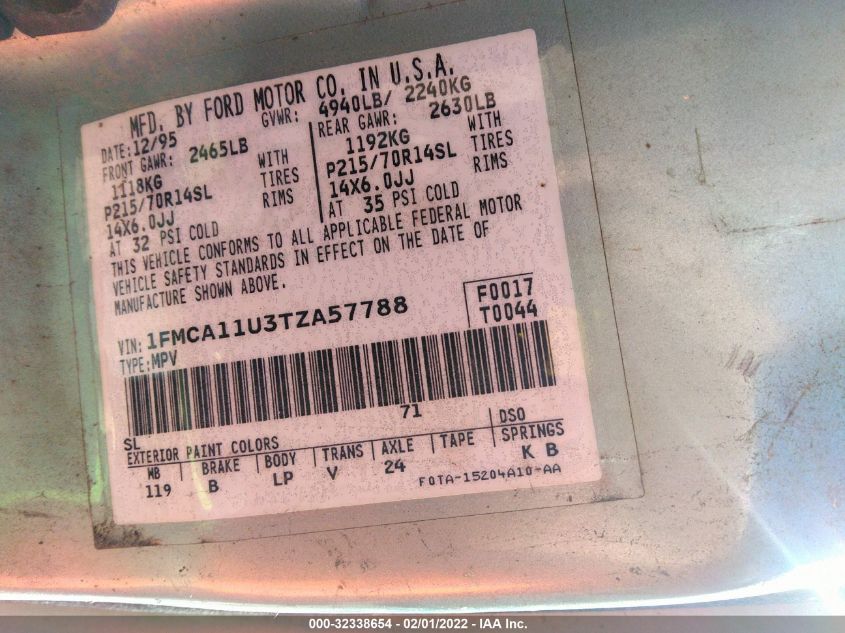 MFD. BY FORD MOTOR CO. IN U.S.A.
DATE: 12/95 GVWR: 4940LB/ 2240KG
FRONT GAWR: 2465LB REAR GAWR: 2630LB
1118KG WITH 1192KG WITH
P215/70R14SL TIRES P215/70R14SL TIRES
14X6.0JJ RIMS 14X6.0JJ RIMS
AT 32 PSI COLD AT 35 PSI COLD
THIS VEHICLE CONFORMS TO ALL APPLICABLE FEDERAL MOTOR
VEHICLE SAFETY STANDARDS IN EFFECT ON THE DATE OF
MANUFACTURE SHOWN ABOVE.
VIN: 1FMCA11U3TZA57788 F0017
TYPE: MPV T0044
SL 71
EXTERIOR PAINT COLORS DSO
WB BRAKE BODY TRANS AXLE TAPE SPRINGS
119 B LP V 24 K B
F0TA-15204A10-AA
000-32338654 - 02/01/2022 - IAA Inc.